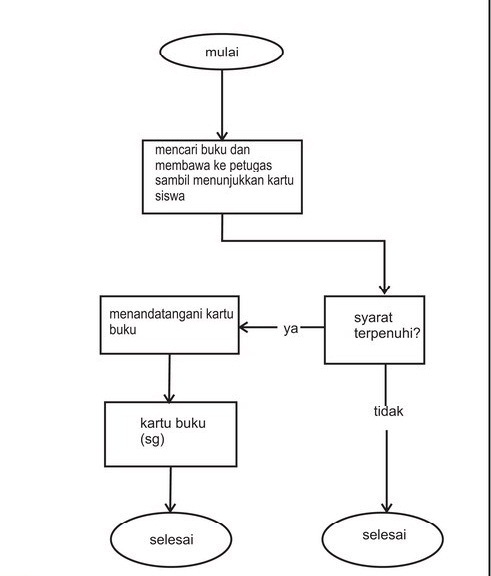 mulai
mencari buku dan
membawa ke petugas
sambil menunjukkan kartu
siswa
syarat
terpenuhi?
ya
menandatangani kartu
buku
tidak
kartu buku
(sg)
selesai
selesai